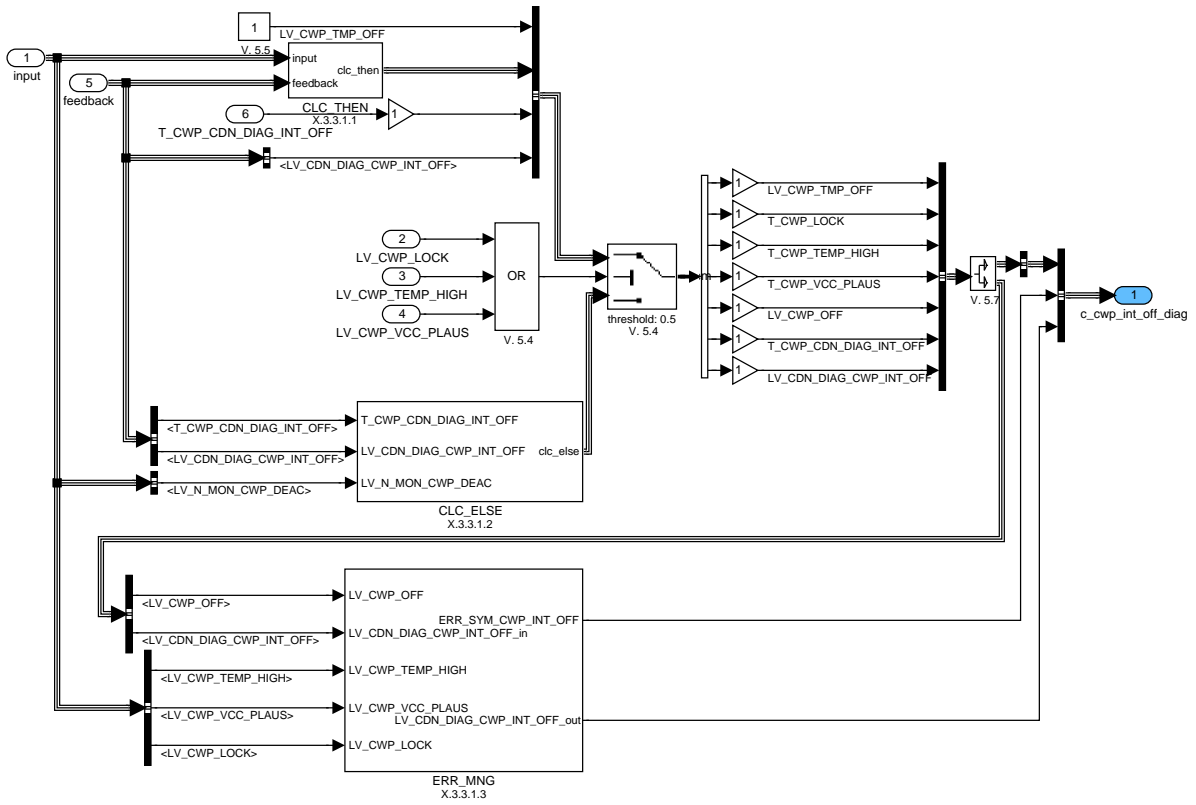 1
LV_CWP_TMP_OFF
V. 5.5
1
input
input
clc_then
feedback
5
feedback
CLC_THEN
X.3.3.1.1
6
1
T_CWP_CDN_DIAG_INT_OFF
<LV_CDN_DIAG_CWP_INT_OFF>
2
LV_CWP_LOCK
3
LV_CWP_TEMP_HIGH
4
LV_CWP_VCC_PLAUS
OR
V. 5.4
threshold: 0.5
V. 5.4
m
1
LV_CWP_TMP_OFF
1
T_CWP_LOCK
1
T_CWP_TEMP_HIGH
1
T_CWP_VCC_PLAUS
1
LV_CWP_OFF
1
T_CWP_CDN_DIAG_INT_OFF
1
LV_CDN_DIAG_CWP_INT_OFF
V. 5.7
1
c_cwp_int_off_diag
<T_CWP_CDN_DIAG_INT_OFF>
<LV_CDN_DIAG_CWP_INT_OFF>
<LV_N_MON_CWP_DEAC>
T_CWP_CDN_DIAG_INT_OFF
LV_CDN_DIAG_CWP_INT_OFF
clc_else
LV_N_MON_CWP_DEAC
CLC_ELSE
X.3.3.1.2
<LV_CWP_OFF>
<LV_CDN_DIAG_CWP_INT_OFF>
<LV_CWP_TEMP_HIGH>
<LV_CWP_VCC_PLAUS>
<LV_CWP_LOCK>
LV_CWP_OFF
ERR_SYM_CWP_INT_OFF
LV_CDN_DIAG_CWP_INT_OFF_in
LV_CWP_TEMP_HIGH
LV_CWP_VCC_PLAUS
LV_CDN_DIAG_CWP_INT_OFF_out
LV_CWP_LOCK
ERR_MNG
X.3.3.1.3